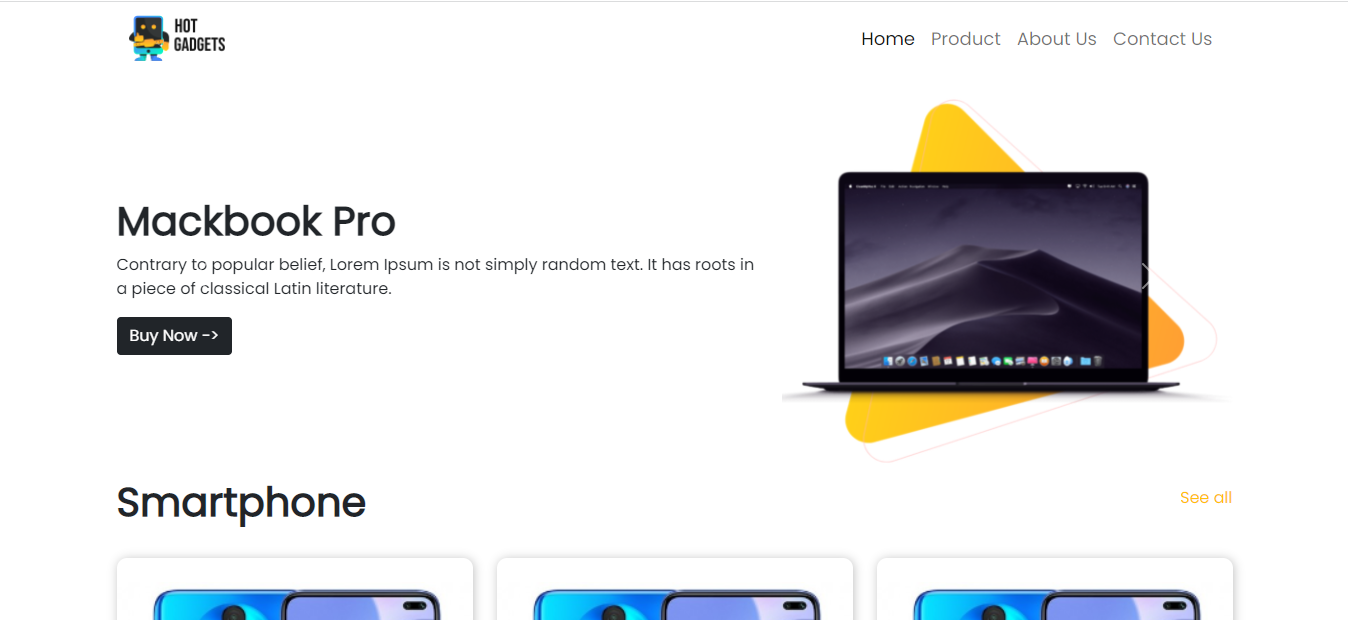 HOT
GADGETS
Home Product About Us Contact Us
Mackbook Pro
Contrary to popular belief, Lorem Ipsum is not simply random text. It has roots in
a piece of classical Latin literature.
Buy Now ->
Smartphone
See all